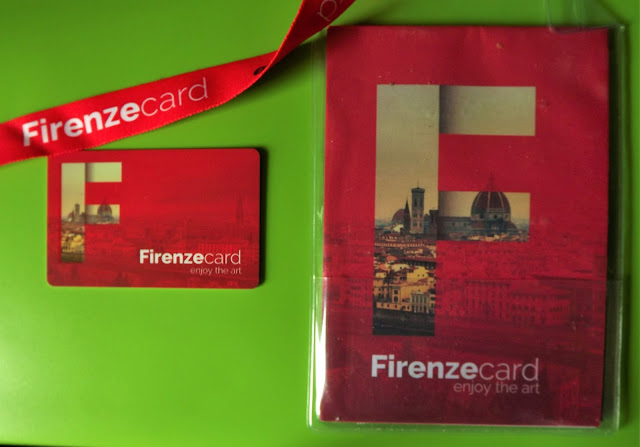 Firenzecard
Firenzecard
enjoy the art
F
Firenzecard
enjoy the art
F